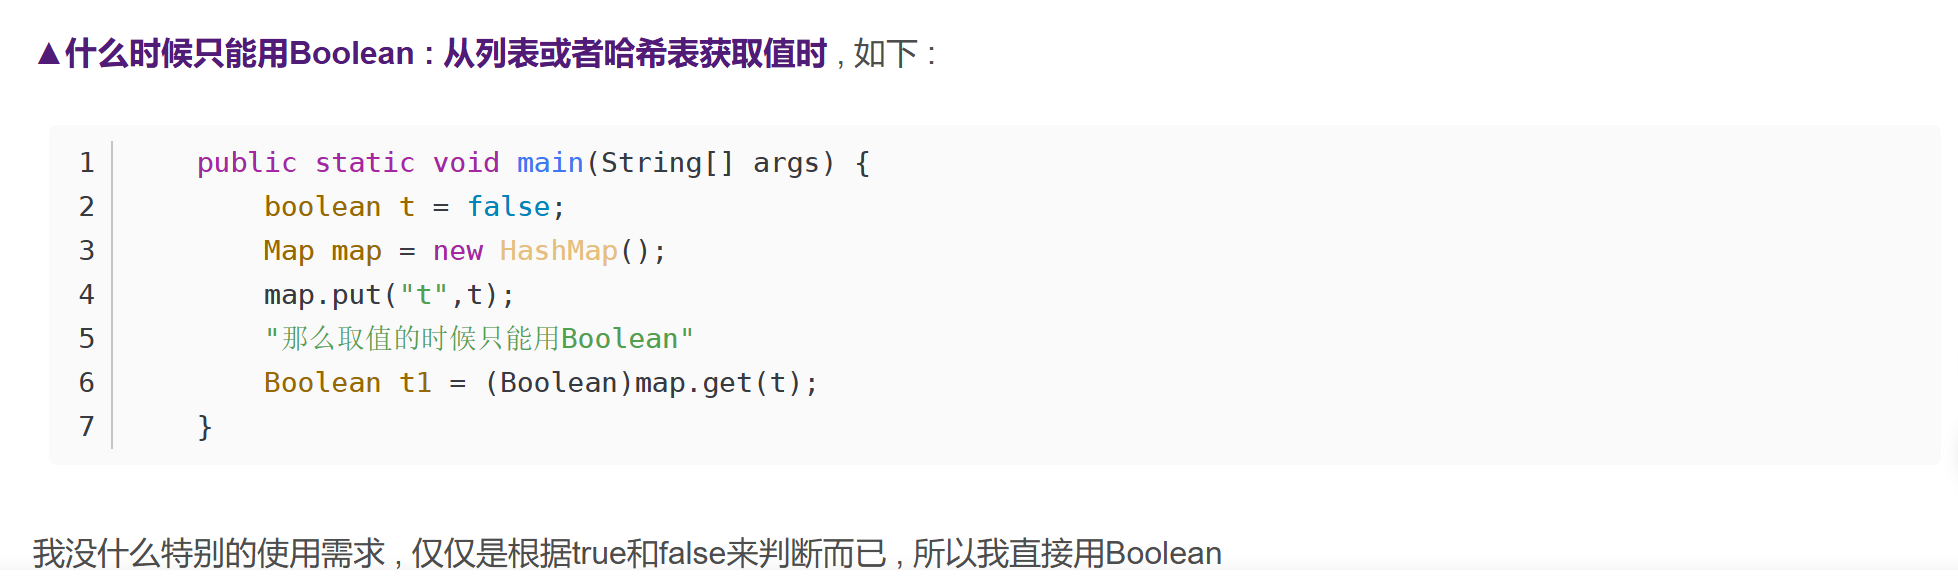 ▲什么时候只能用Boolean：从列表或者哈希表获取值时，如下：
1 public static void main(String[] args) {
2 boolean t = false;
3 Map map = new HashMap();
4 map.put("t",t);
5 "那么取值的时候只能用Boolean"
6 Boolean t1 = (Boolean)map.get(t);
7 }
我没什么特别的使用需求，仅仅是根据true和false来判断而已，所以我直接用Boolean